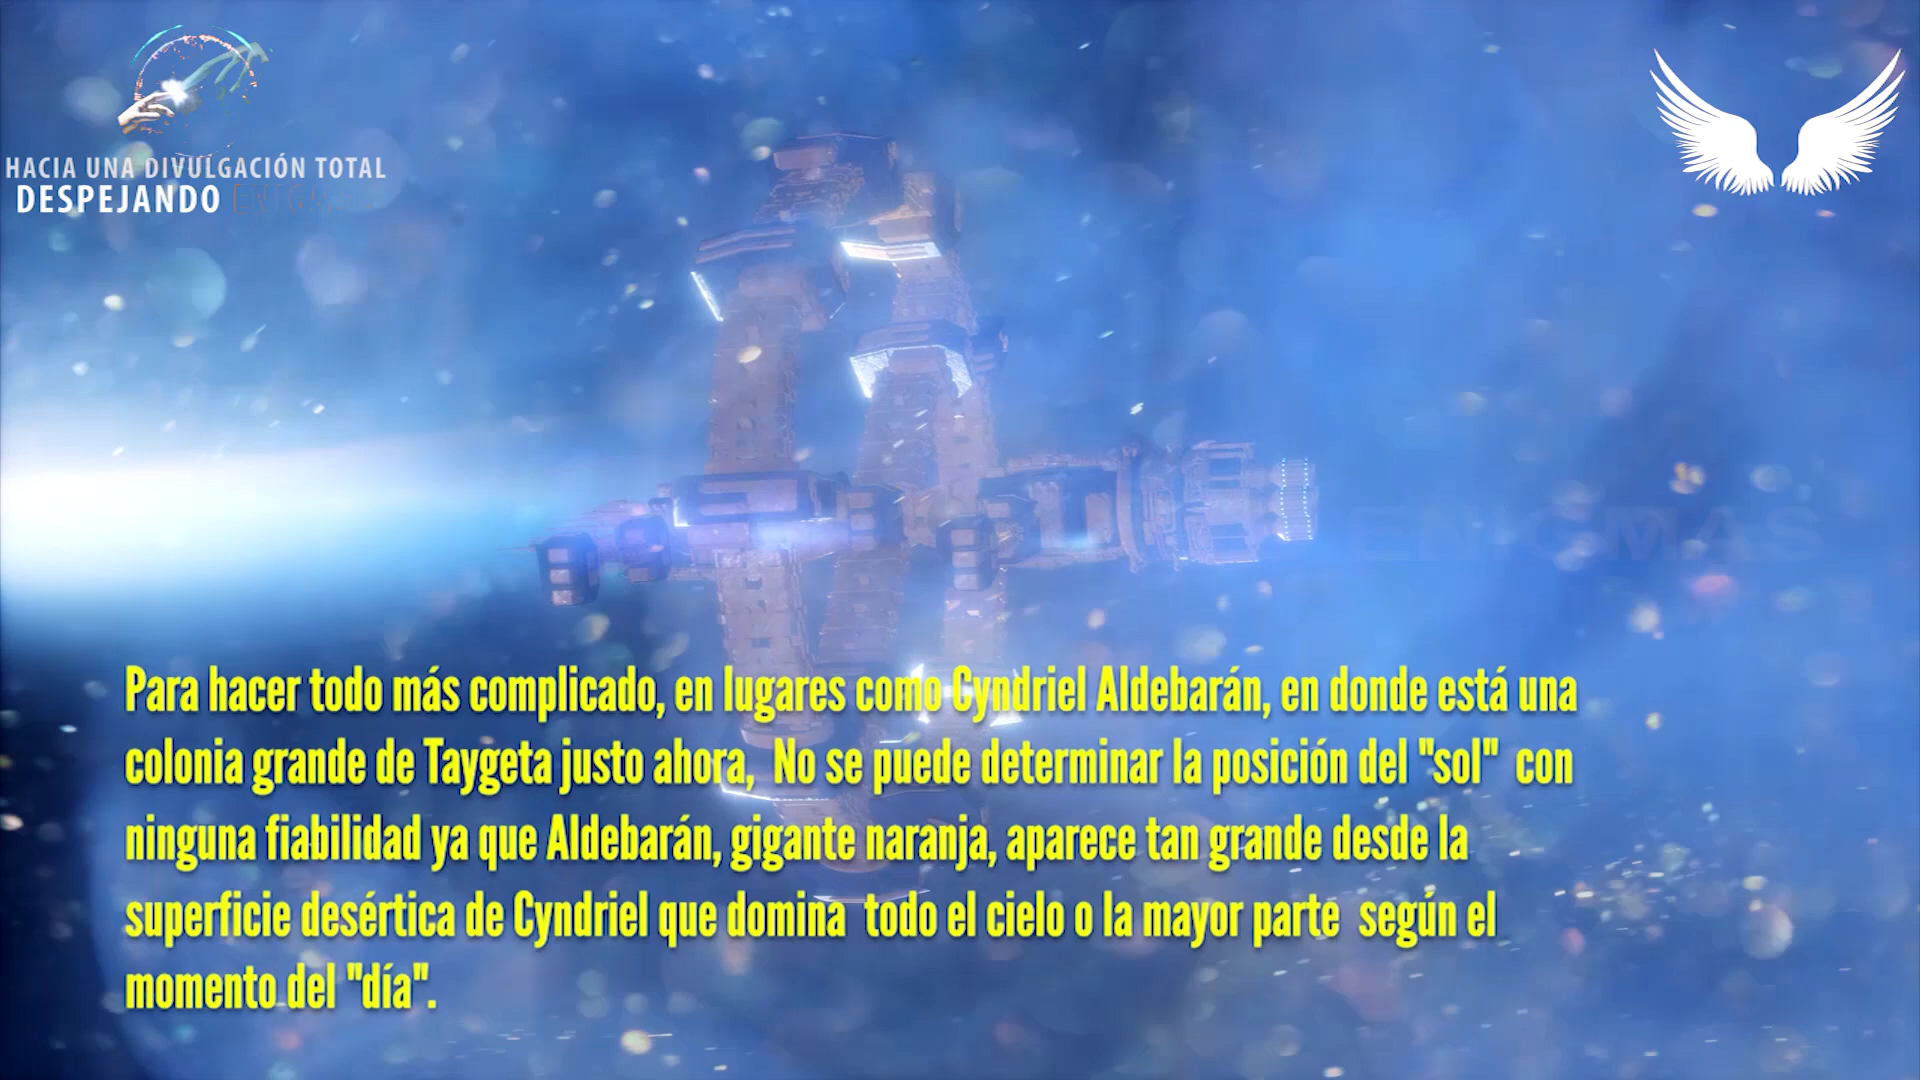 HACIA UNA DIVULGACIÓN TOTAL
DESPEJANDO ENIGMAS
ENIGMAS
Para hacer todo más complicado, en lugares como Cyndriel Aldebarán, en donde está una
colonia grande de Taygeta justo ahora,  No se puede determinar la posición del "sol"  con
ninguna fiabilidad ya que Aldebarán, gigante naranja, aparece tan grande desde la
superficie desértica de Cyndriel que domina  todo el cielo o la mayor parte  según el
momento del "día".